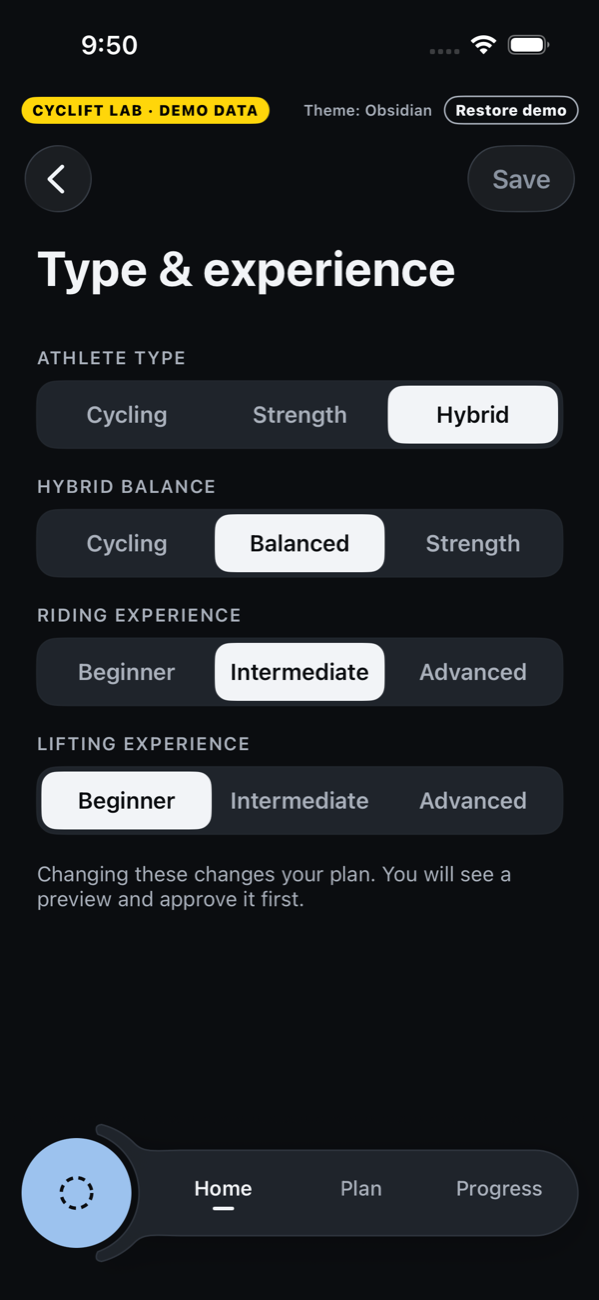 9:50
CYCLIFT LAB · DEMO DATA
Theme: Obsidian
Restore demo
Save
Type & experience
ATHLETE TYPE
Cycling Strength Hybrid
HYBRID BALANCE
Cycling Balanced Strength
RIDING EXPERIENCE
Beginner Intermediate Advanced
LIFTING EXPERIENCE
Beginner Intermediate Advanced
Changing these changes your plan. You will see a
preview and approve it first.
Home Plan Progress